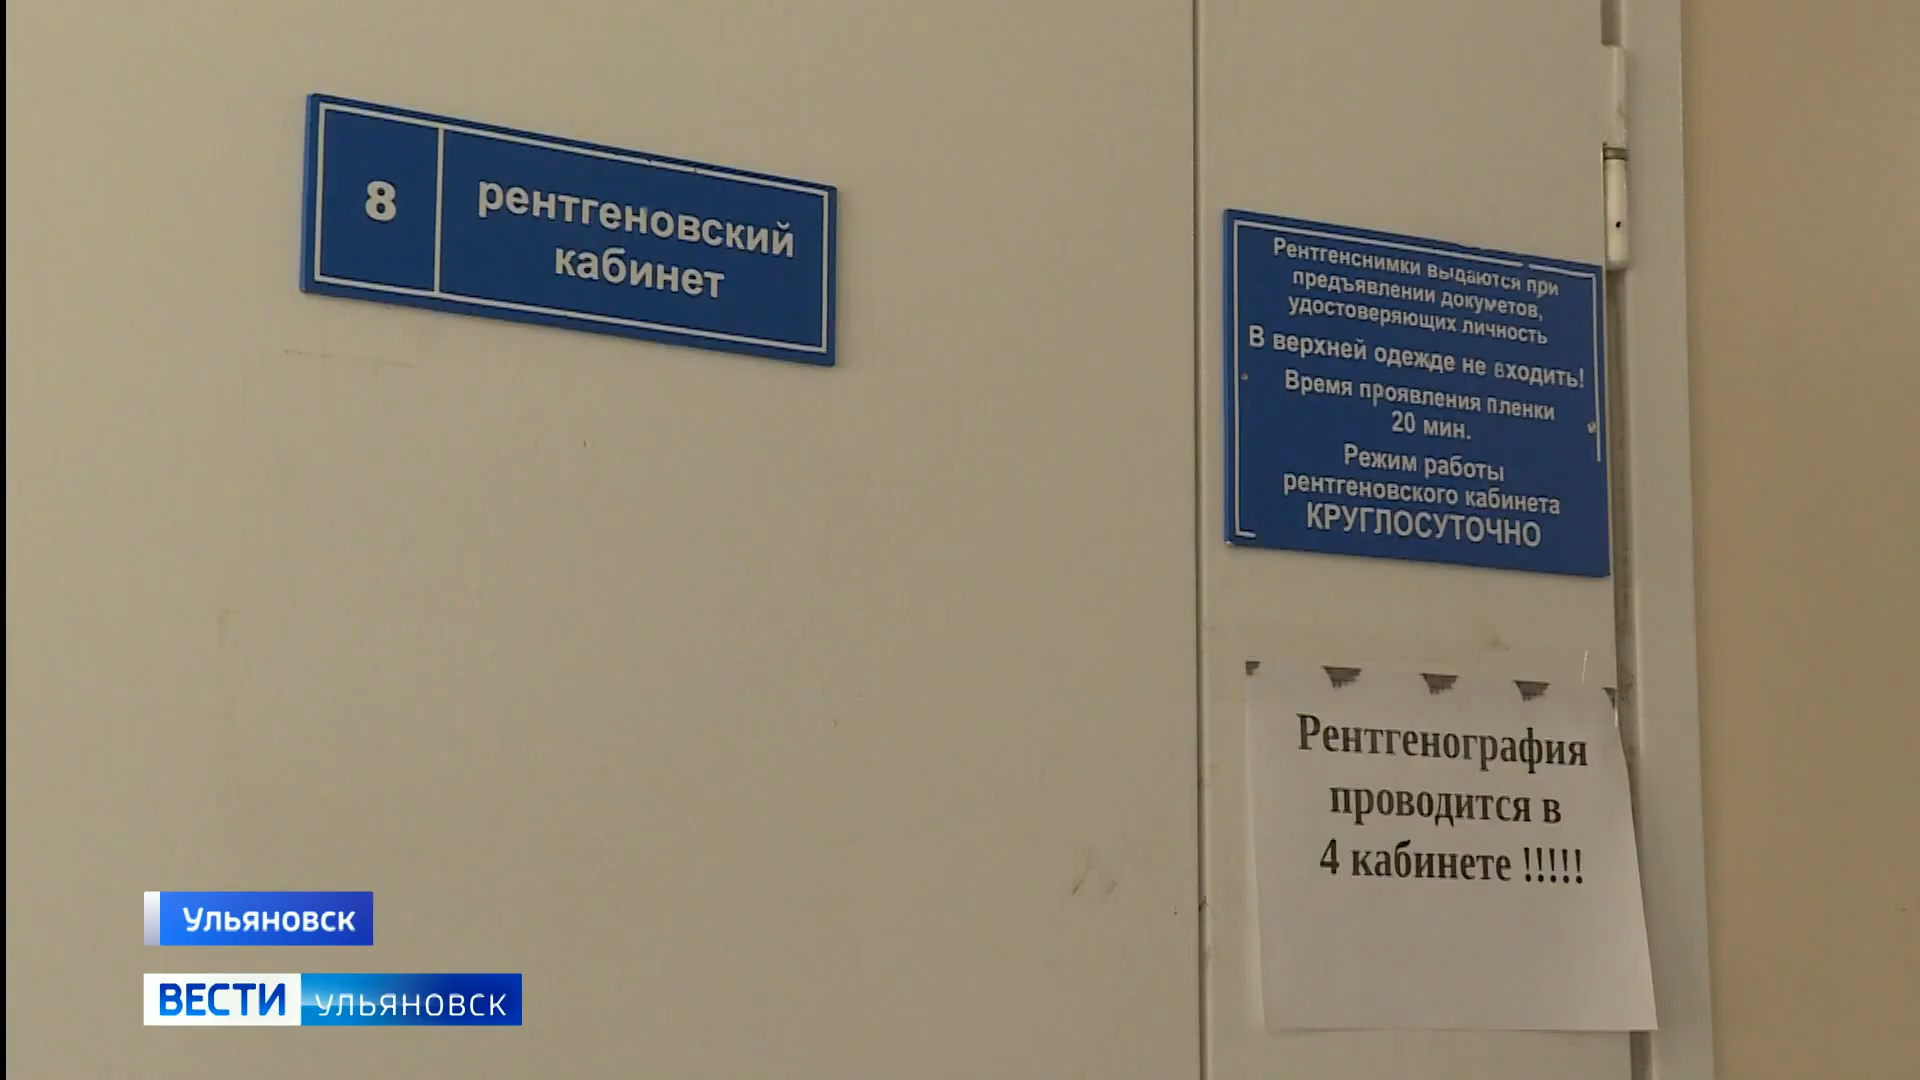 8
рентгеновский
кабинет
Рентгенснимки выдаются при
предъявлении докуметов,
удостоверяющих личность
В верхней одежде не входить!
Время проявления пленки
20 мин.
Режим работы
рентгеновского кабинета
КРУГЛОСУТОЧНО
Рентгенография
проводится в
4 кабинете !!!!!
Ульяновск
ВЕСТИ УЛЬЯНОВСК